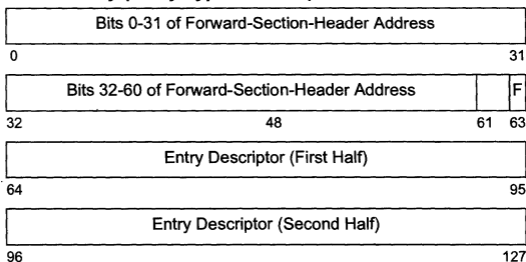 Bits 0-31 of Forward-Section-Header Address
0 31
Bits 32-60 of Forward-Section-Header Address F
32 48 61 63
Entry Descriptor (First Half)
64 95
Entry Descriptor (Second Half)
96 127